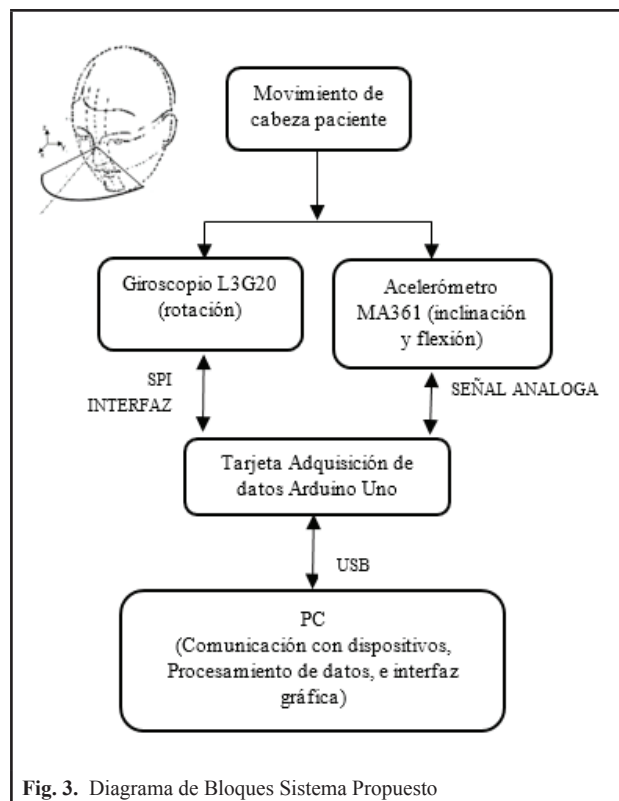 Movimiento de
cabeza paciente
Giroscopio L3G20
(rotación)
Acelerómetro
MA361 (inclinación
y flexión)
SPI
INTERFAZ
SEÑAL ANALOGA
Tarjeta Adquisición de
datos Arduino Uno
USB
PC
(Comunicación con dispositivos,
Procesamiento de datos, e interfaz
gráfica)
Fig. 3. Diagrama de Bloques Sistema Propuesto